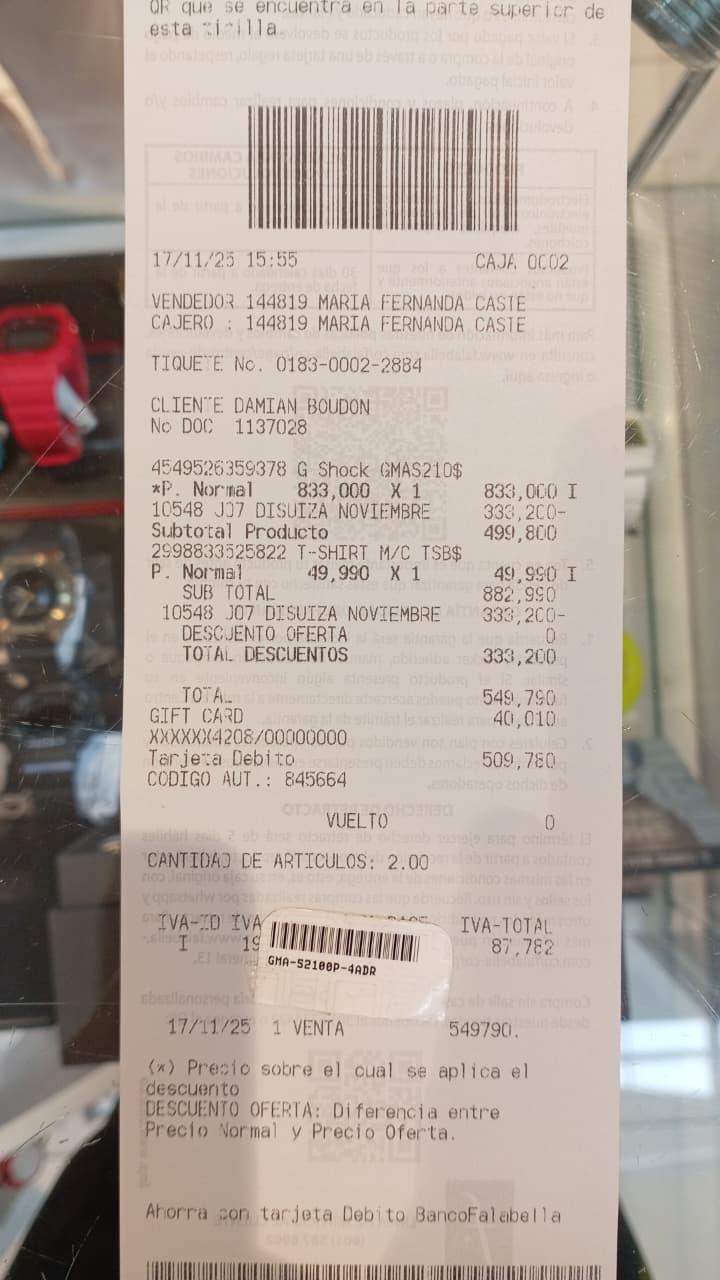 QR que se encuentra en la parte superior de
esta tirilla
17/11/25 15:55 CAJA 0002
VENDEDOR 144819 MARIA FERNANDA CASTE
CAJERO : 144819 MARIA FERNANDA CASTE
TIQUETE No. 0183-0002-2884
CLIENTE DAMIAN BOUDON
No DOC 1137028
4549526359378 G Shock GMAS210$
*P. Normal 833,000 X 1 833,000 I
10548 J07 DISUIZA NOVIEMBRE 333,200-
Subtotal Producto 499,800
2998833525822 T-SHIRT M/C TSB$
P. Normal 49,990 X 1 49,990 I
SUB TOTAL 882,990
10548 J07 DISUIZA NOVIEMBRE 333,200-
DESCUENTO OFERTA 0
TOTAL DESCUENTOS 333,200
TOTAL 549,790
GIFT CARD 40,010
XXXXXX4208/00000000
Tarjeta Debito 509,780
CODIGO AUT.: 845664
VUELTO 0
CANTIDAD DE ARTICULOS: 2.00
IVA-ID IVA BASE IVA-TOTAL
I 19 87,782
GMA-S2100P-4ADR
17/11/25 1 VENTA 549790.
(*) Precio sobre el cual se aplica el
descuento
DESCUENTO OFERTA: Diferencia entre
Precio Normal y Precio Oferta.
Ahorra con tarjeta Debito BancoFalabella